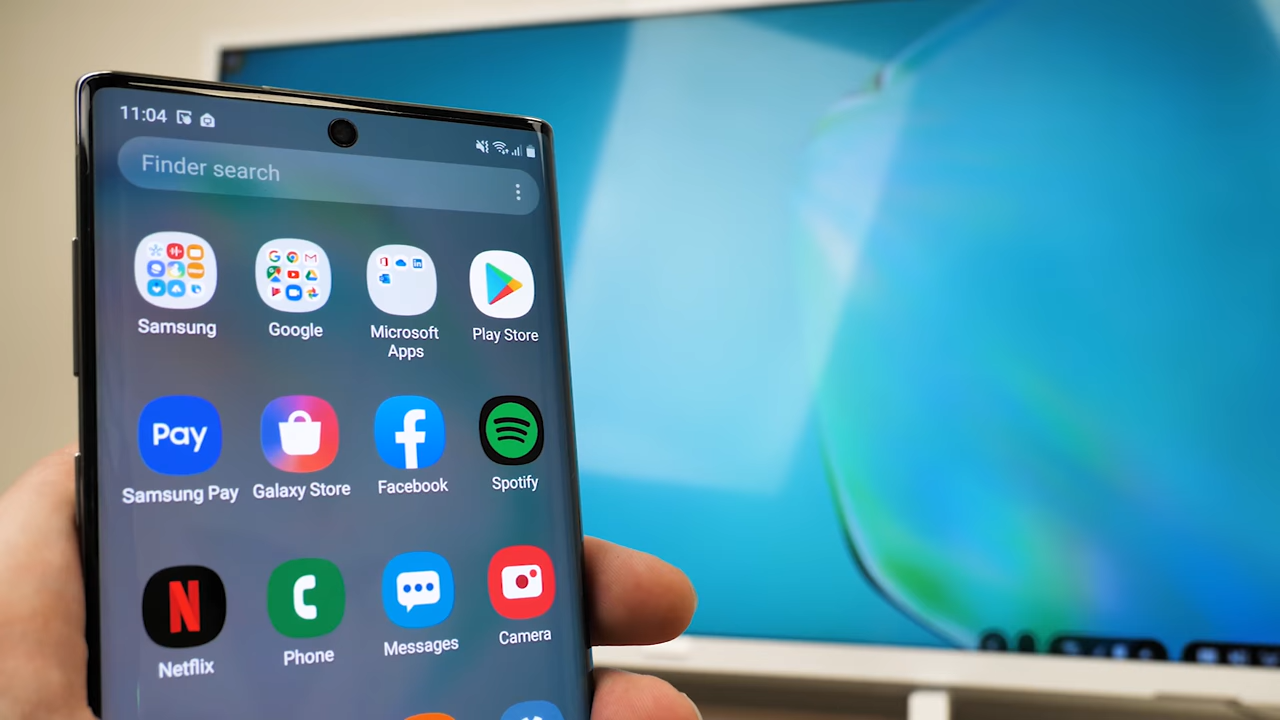 11:04
Finder search
Samsung
Google
Microsoft
Apps
Play Store
Pay
Samsung Pay
Galaxy Store
Facebook
Spotify
N
Netflix
Phone
Messages
Camera